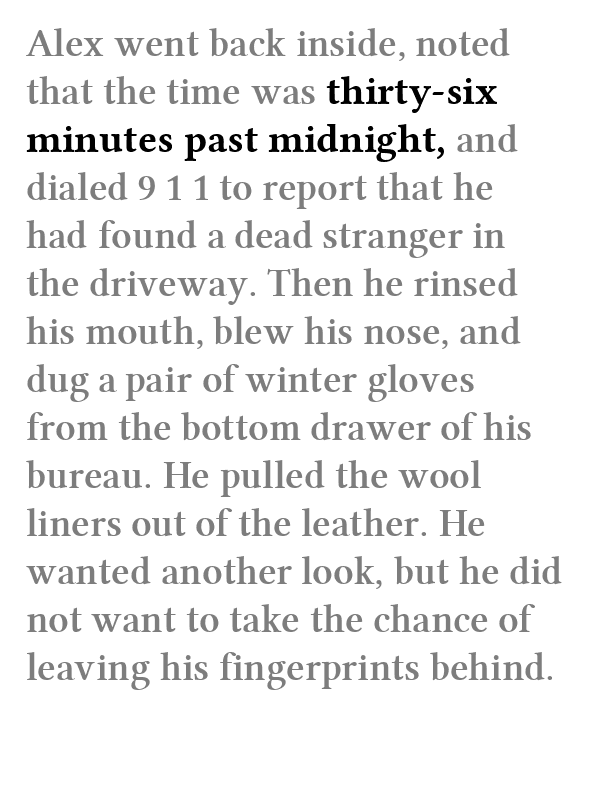 Alex went back inside, noted
that the time was thirty-six
minutes past midnight, and
dialed 9 1 1 to report that he
had found a dead stranger in
the driveway. Then he rinsed
his mouth, blew his nose, and
dug a pair of winter gloves
from the bottom drawer of his
bureau. He pulled the wool
liners out of the leather. He
wanted another look, but he did
not want to take the chance of
leaving his fingerprints behind.